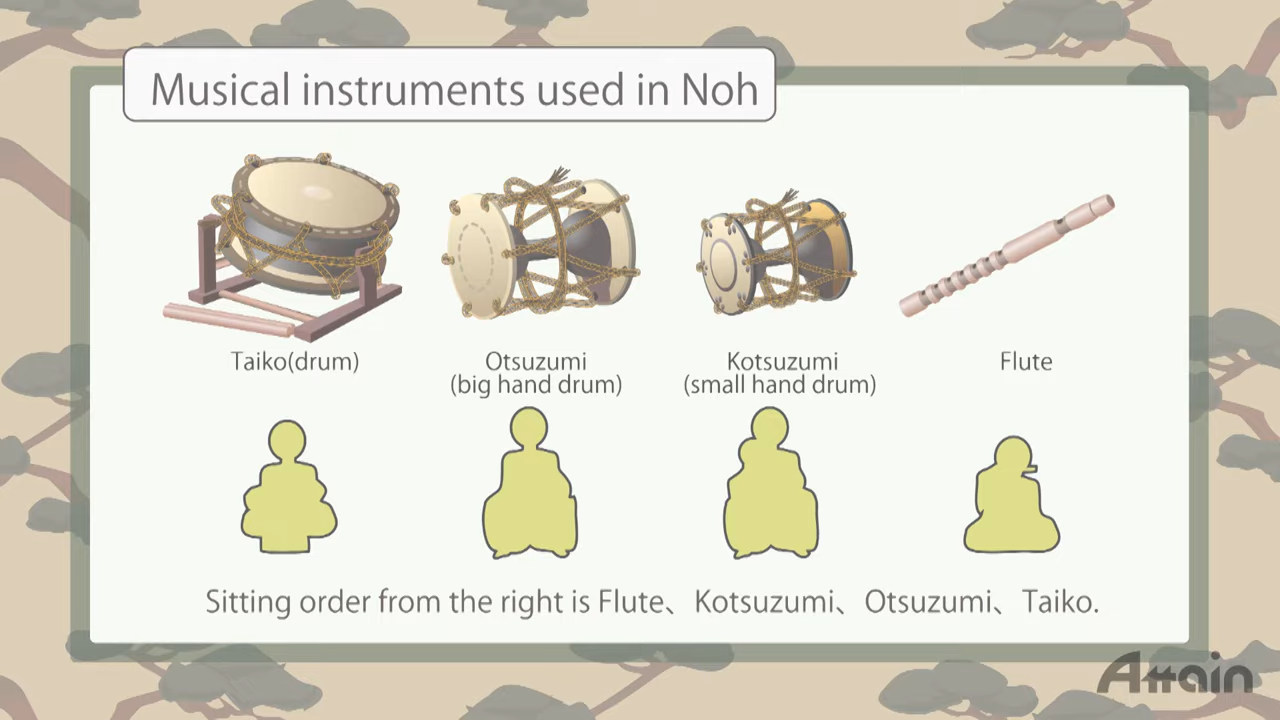 Musical instruments used in Noh
Taiko(drum)
Otsuzumi
(big hand drum)
Kotsuzumi
(small hand drum)
Flute
Sitting order from the right is Flute、Kotsuzumi、Otsuzumi、Taiko.
Attain